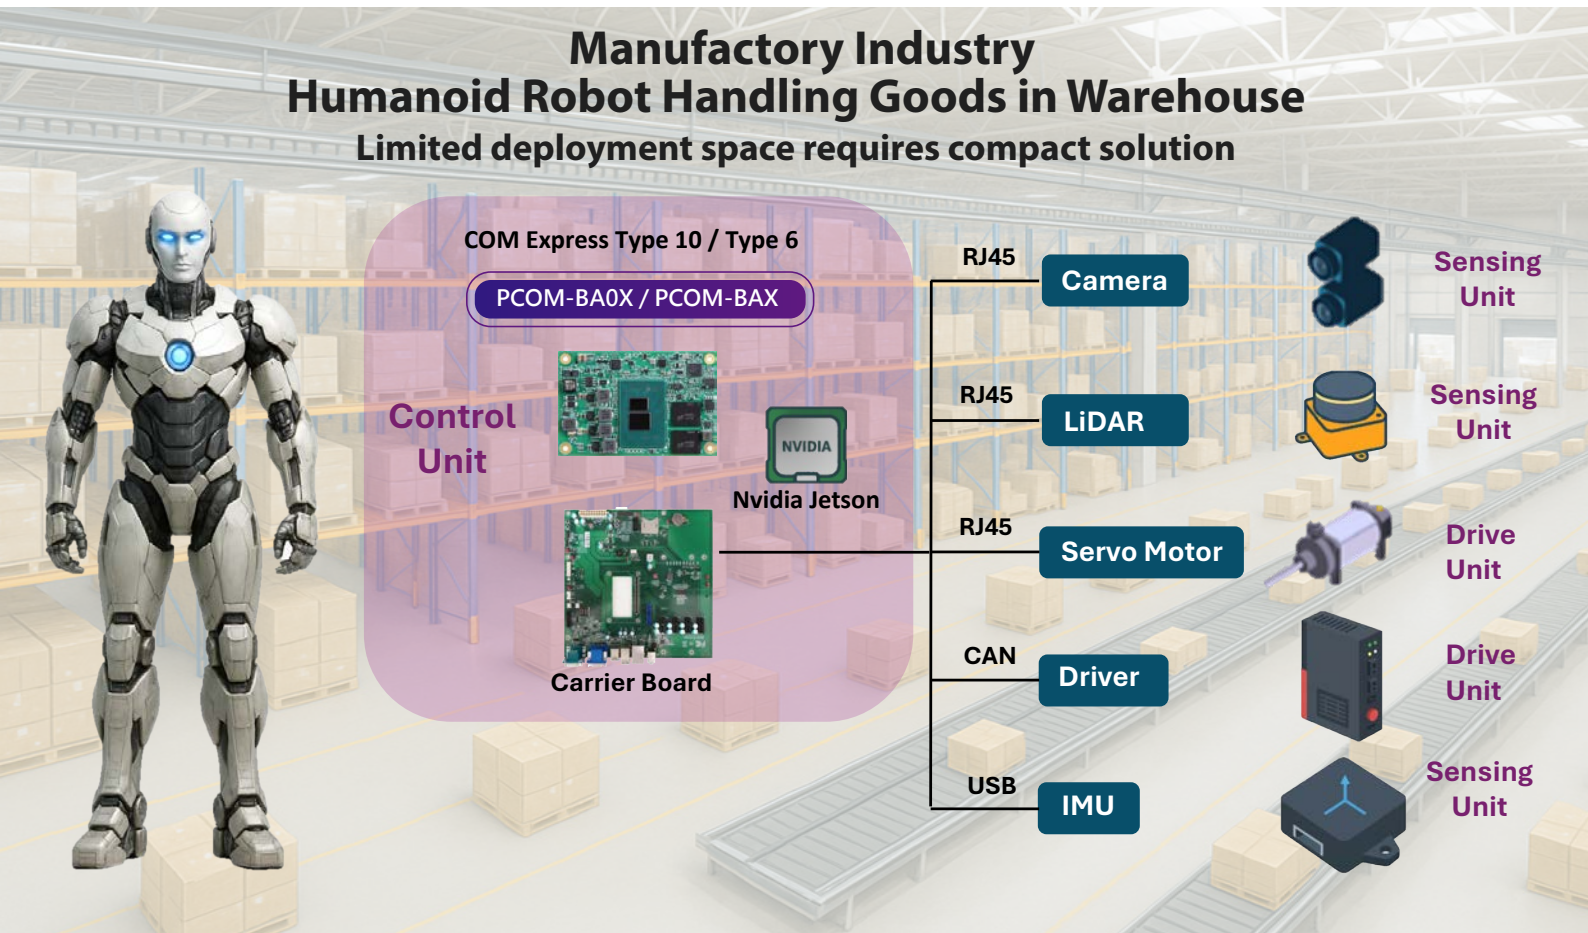 Manufactory Industry
Humanoid Robot Handling Goods in Warehouse
Limited deployment space requires compact solution
COM Express Type 10 / Type 6
PCOM-BA0X / PCOM-BAX
Control
Unit
NVIDIA
Nvidia Jetson
Carrier Board
RJ45
Camera
Sensing
Unit
RJ45
LiDAR
Sensing
Unit
RJ45
Servo Motor
Drive
Unit
CAN
Driver
Drive
Unit
USB
IMU
Sensing
Unit